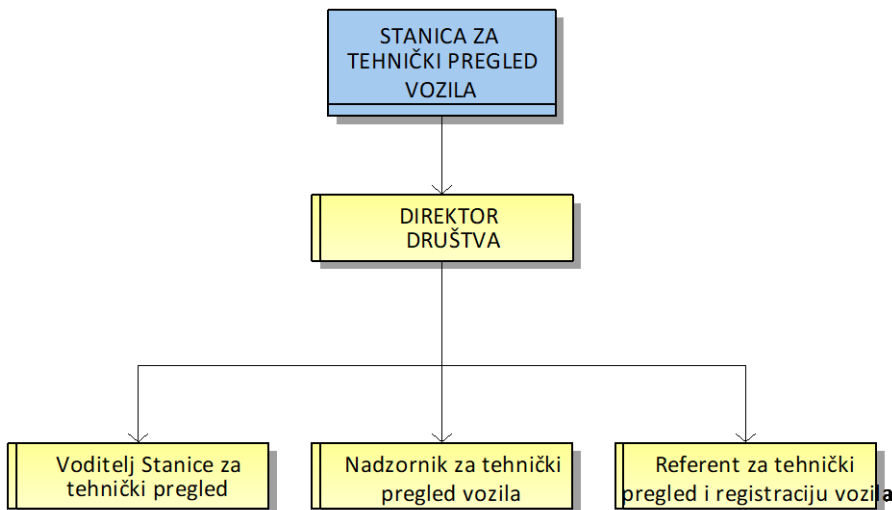 STANICA ZA
TEHNIČKI PREGLED
VOZILA
DIREKTOR
DRUŠTVA
Voditelj Stanice za
tehnički pregled
Nadzornik za tehnički
pregled vozila
Referent za tehnički
pregled i registraciju vozila